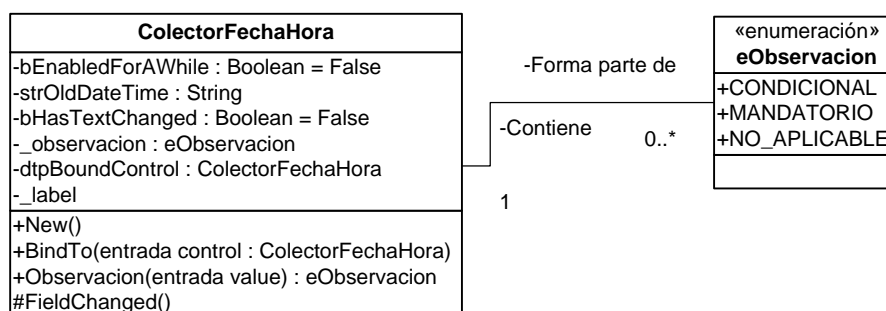 ColectorFechaHora
-bEnabledForAWhile : Boolean = False
-strOldDateTime : String
-bHasTextChanged : Boolean = False
-_observacion : eObservacion
-dtpBoundControl : ColectorFechaHora
-_label
+New()
+BindTo(entrada control : ColectorFechaHora)
+Observacion(entrada value) : eObservacion
#FieldChanged()
-Forma parte de
-Contiene
0..*
1
«enumeración»
eObservacion
+CONDICIONAL
+MANDATORIO
+NO_APLICABLE